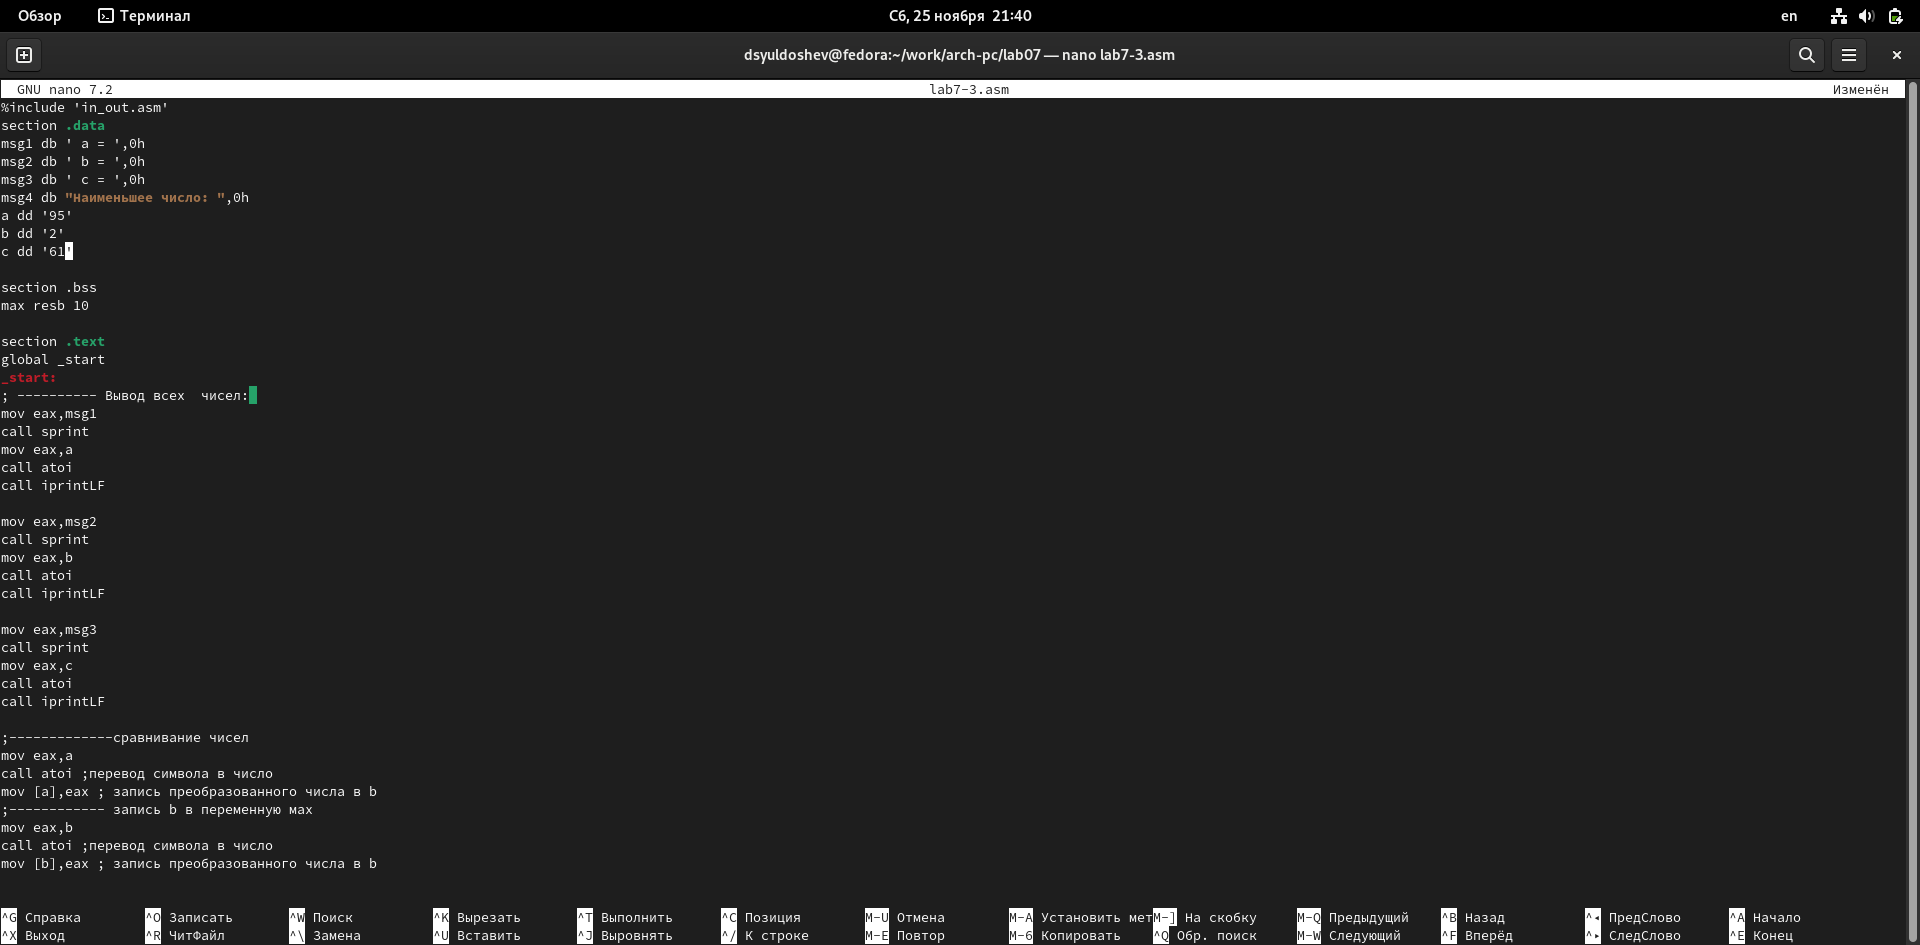 Обзор Терминал Сб, 25 ноября 21:40 en
dsyuldoshev@fedora:~/work/arch-pc/lab07 — nano lab7-3.asm
GNU nano 7.2 lab7-3.asm Изменён
%include 'in_out.asm'
section .data
msg1 db ' a = ',0h
msg2 db ' b = ',0h
msg3 db ' c = ',0h
msg4 db "Наименьшее число: ",0h
a dd '95'
b dd '2'
c dd '61'
section .bss
max resb 10
section .text
global _start
_start:
; ---------- Вывод всех  чисел:
mov eax,msg1
call sprint
mov eax,a
call atoi
call iprintLF
mov eax,msg2
call sprint
mov eax,b
call atoi
call iprintLF
mov eax,msg3
call sprint
mov eax,c
call atoi
call iprintLF
;-------------сравнивание чисел
mov eax,a
call atoi ;перевод символа в число
mov [a],eax ; запись преобразованного числа в b
;------------ запись b в переменную мах
mov eax,b
call atoi ;перевод символа в число
mov [b],eax ; запись преобразованного числа в b
^G Справка ^O Записать ^W Поиск ^K Вырезать ^T Выполнить ^C Позиция M-U Отмена M-A Установить мет M-] На скобку M-Q Предыдущий ^B Назад ^◂ ПредСлово ^A Начало
^X Выход ^R ЧитФайл ^\ Замена ^U Вставить ^J Выровнять ^/ К строке M-E Повтор M-6 Копировать ^Q Обр. поиск M-W Следующий ^F Вперёд ^▸ СледСлово ^E Конец